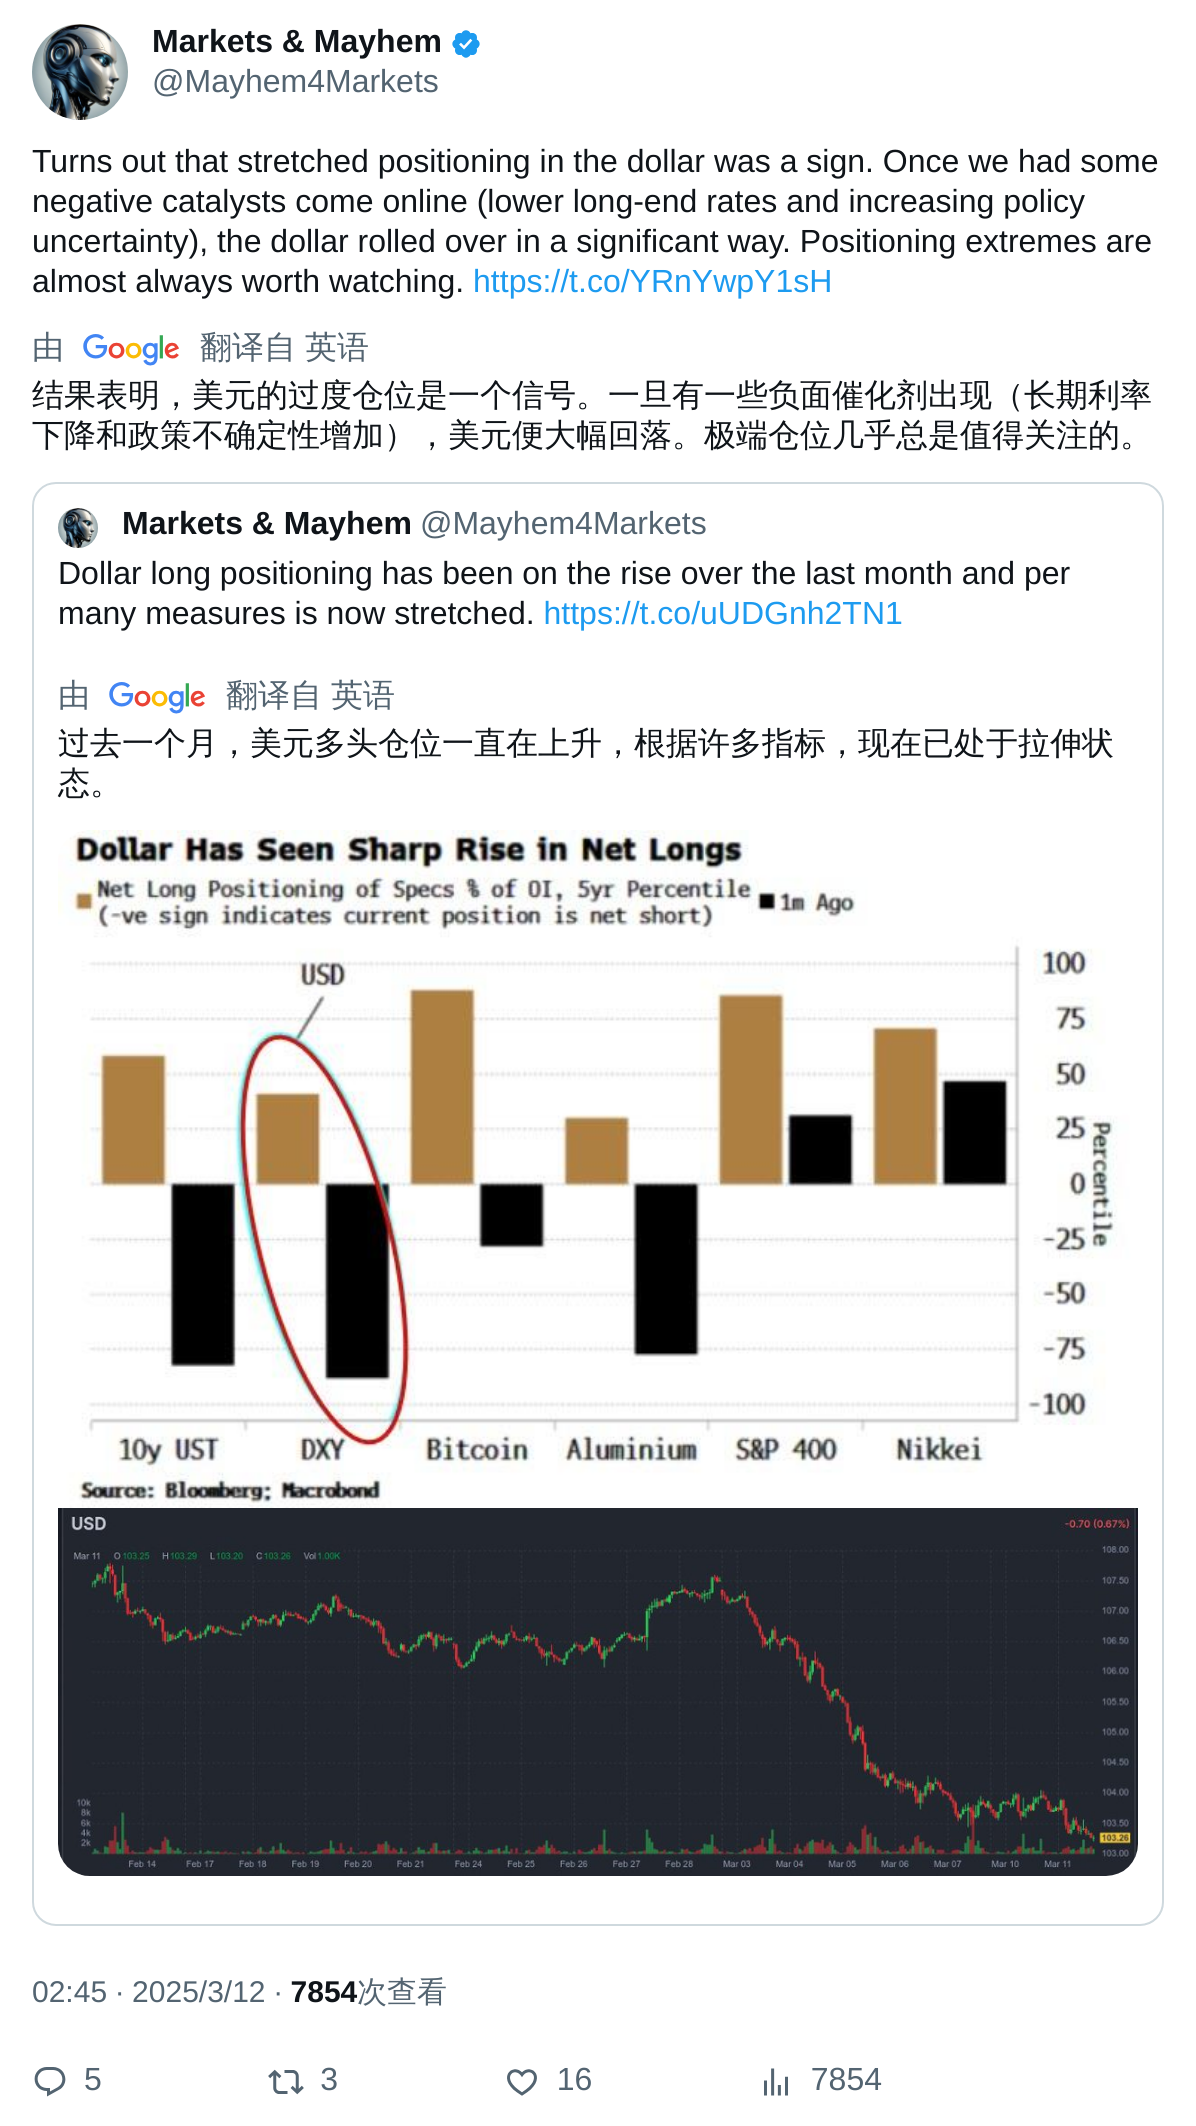 Markets & Mayhem
@Mayhem4Markets
Turns out that stretched positioning in the dollar was a sign. Once we had some
negative catalysts come online (lower long-end rates and increasing policy
uncertainty), the dollar rolled over in a significant way. Positioning extremes are
almost always worth watching. https://t.co/YRnYwpY1sH
由 Google 翻译自 英语
结果表明，美元的过度仓位是一个信号。一旦有一些负面催化剂出现（长期利率
下降和政策不确定性增加），美元便大幅回落。极端仓位几乎总是值得关注的。
Markets & Mayhem @Mayhem4Markets
Dollar long positioning has been on the rise over the last month and per
many measures is now stretched. https://t.co/uUDGnh2TN1
由 Google 翻译自 英语
过去一个月，美元多头仓位一直在上升，根据许多指标，现在已处于拉伸状
态。
Dollar Has Seen Sharp Rise in Net Longs
Net Long Positioning of Specs % of OI, 5yr Percentile
(-ve sign indicates current position is net short)
1m Ago
USD
100
75
50
25
0
-25
-50
-75
-100
Percentile
10y UST DXY Bitcoin Aluminium S&P 400 Nikkei
Source: Bloomberg; Macrobond
USD
-0.70 (0.67%)
Mar 11 O103.25 H103.29 L103.20 C103.26 Vol1.00K
108.00
107.50
107.00
106.50
106.00
105.50
105.00
104.50
104.00
103.50
103.26
103.00
10k
8k
6k
4k
2k
Feb 14 Feb 17 Feb 18 Feb 19 Feb 20 Feb 21 Feb 24 Feb 25 Feb 26 Feb 27 Feb 28 Mar 03 Mar 04 Mar 05 Mar 06 Mar 07 Mar 10 Mar 11
02:45 · 2025/3/12 · 7854次查看
5 3 16 7854